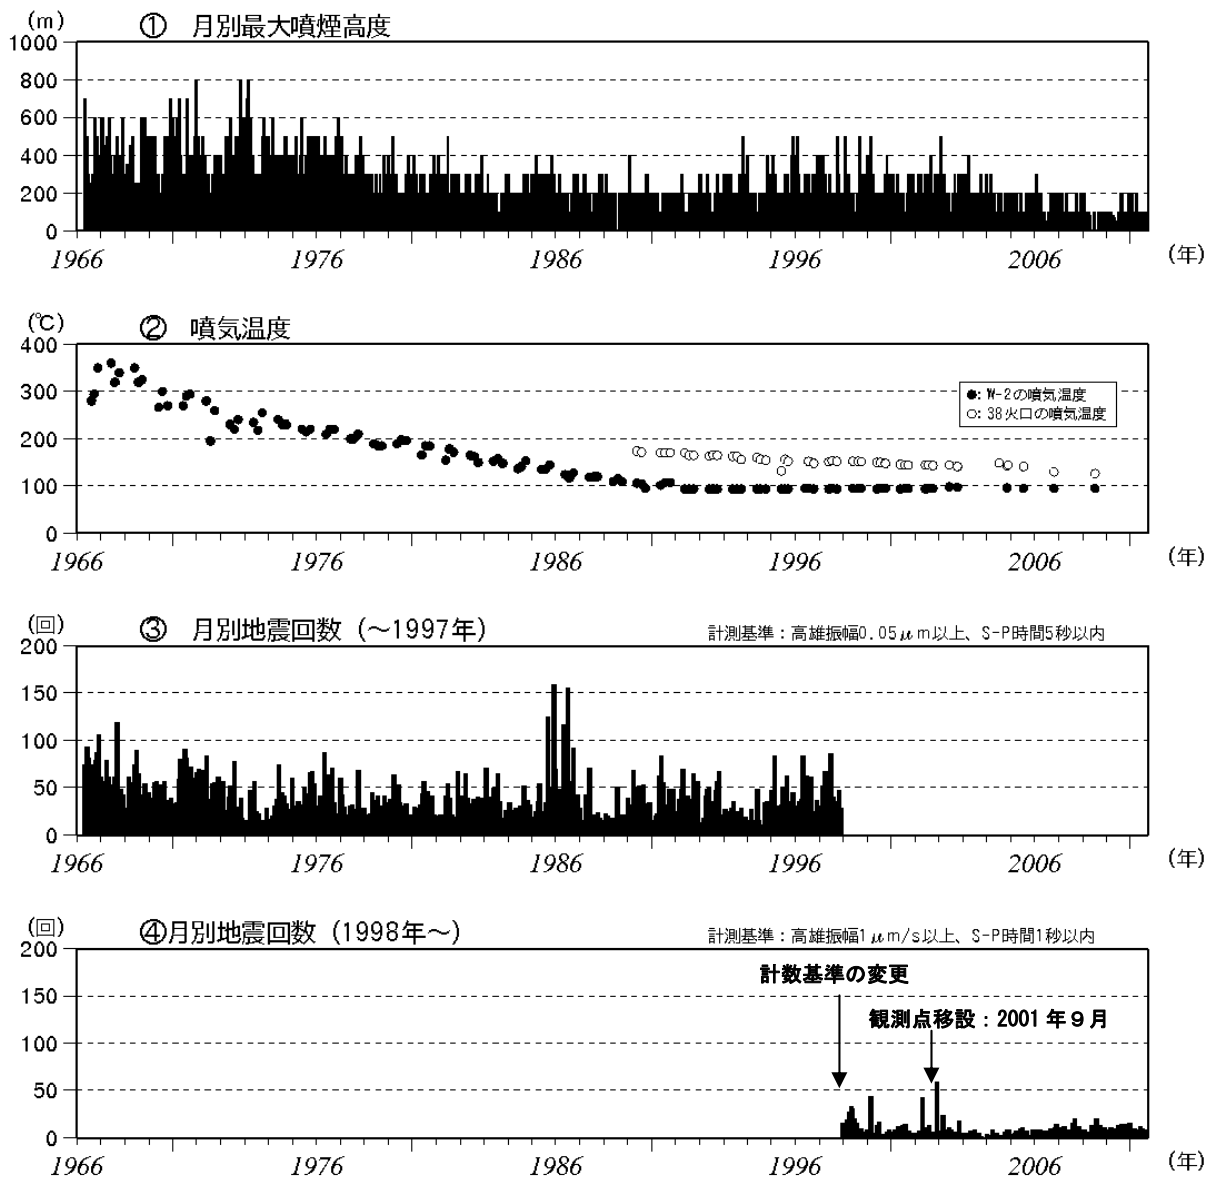 (m)
① 月別最大噴煙高度
1000
800
600
400
200
0
1966 1976 1986 1996 2006 (年)
(℃)
② 噴気温度
400
300
200
100
0
●: W-2の噴気温度
○: 38火口の噴気温度
1966 1976 1986 1996 2006 (年)
(回)
③ 月別地震回数 (～1997年)
計測基準：高雄振幅0.05μm以上、S-P時間5秒以内
200
150
100
50
0
1966 1976 1986 1996 2006 (年)
(回)
④月別地震回数 (1998年～)
計測基準：高雄振幅1μm/s以上、S-P時間1秒以内
200
150
100
50
0
計数基準の変更
観測点移設：2001年９月
1966 1976 1986 1996 2006 (年)